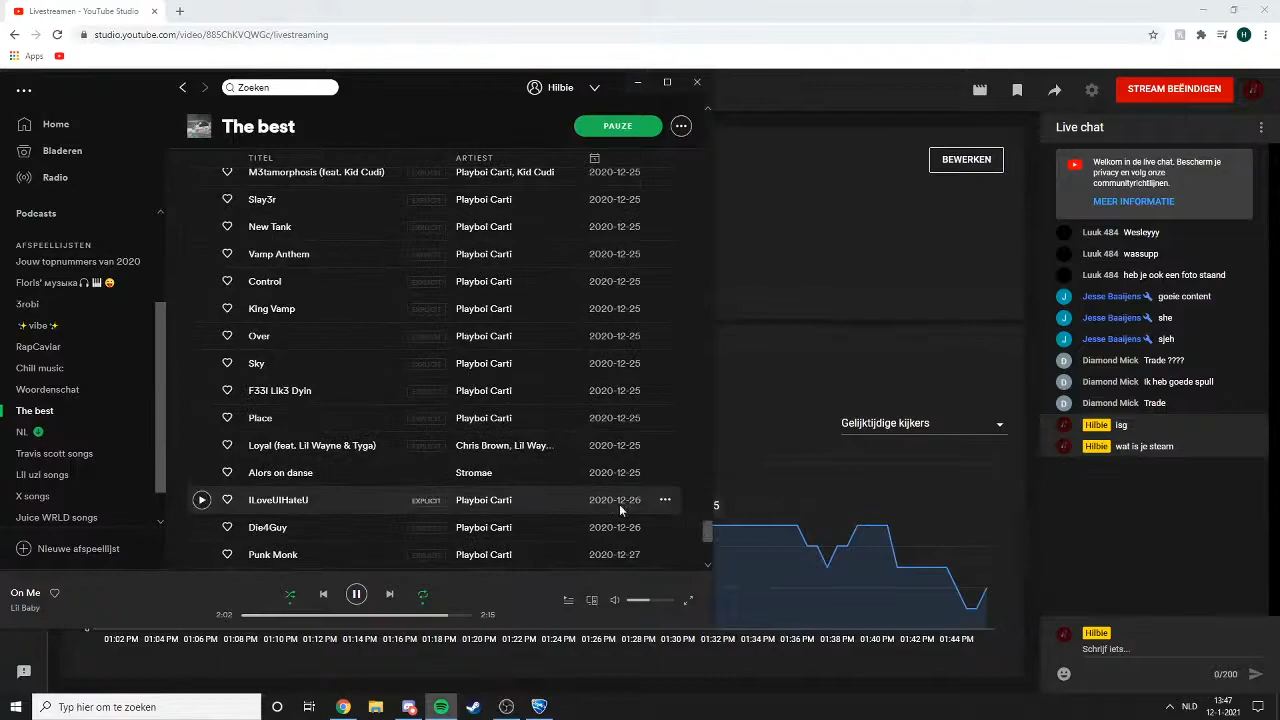 Livestreamen - YouTube Studio
studio.youtube.com/video/885ChKVQWGc/livestreaming
Apps
Zoeken
Hilbie
The best
PAUZE
Home
Bladeren
Radio
Podcasts
AFSPEELLIJSTEN
Jouw topnummers van 2020
Floris' музыка🎧 🎹 😝
3robi
✨vibe✨
RapCaviar
Chill music
Woordenschat
The best
NL
Travis scott songs
Lil uzi songs
X songs
Juice WRLD songs
Nieuwe afspeellijst
TITEL ARTIEST
M3tamorphosis (feat. Kid Cudi) EXPLICIT Playboi Carti, Kid Cudi 2020-12-25
Slay3r EXPLICIT Playboi Carti 2020-12-25
New Tank EXPLICIT Playboi Carti 2020-12-25
Vamp Anthem EXPLICIT Playboi Carti 2020-12-25
Control EXPLICIT Playboi Carti 2020-12-25
King Vamp EXPLICIT Playboi Carti 2020-12-25
Over EXPLICIT Playboi Carti 2020-12-25
Sky EXPLICIT Playboi Carti 2020-12-25
F33l Lik3 Dyin EXPLICIT Playboi Carti 2020-12-25
Place EXPLICIT Playboi Carti 2020-12-25
Loyal (feat. Lil Wayne & Tyga) EXPLICIT Chris Brown, Lil Way... 2020-12-25
Alors on danse Stromae 2020-12-25
ILoveUIHateU EXPLICIT Playboi Carti 2020-12-26
Die4Guy EXPLICIT Playboi Carti 2020-12-26
Punk Monk EXPLICIT Playboi Carti 2020-12-27
On Me
Lil Baby
2:02 2:15
STREAM BEËINDIGEN
BEWERKEN
Gelijktijdige kijkers
5
0
01:02 PM 01:04 PM 01:06 PM 01:08 PM 01:10 PM 01:12 PM 01:14 PM 01:16 PM 01:18 PM 01:20 PM 01:22 PM 01:24 PM 01:26 PM 01:28 PM 01:30 PM 01:32 PM 01:34 PM 01:36 PM 01:38 PM 01:40 PM 01:42 PM 01:44 PM
Live chat
Welkom in de live chat. Bescherm je
privacy en volg onze
communityrichtlijnen.
MEER INFORMATIE
Luuk 484 Wesleyyy
Luuk 484 wassupp
Luuk 484 heb je ook een foto staand
J Jesse Baaijens goeie content
J Jesse Baaijens she
J Jesse Baaijens sjeh
D Diamond Mick Trade ????
D Diamond Mick Ik heb goede spull
D Diamond Mick Trade
Hilbie isg
Hilbie wat is je steam
Hilbie
Schrijf iets...
0/200
Typ hier om te zoeken
NLD
13:47
12-1-2021
H